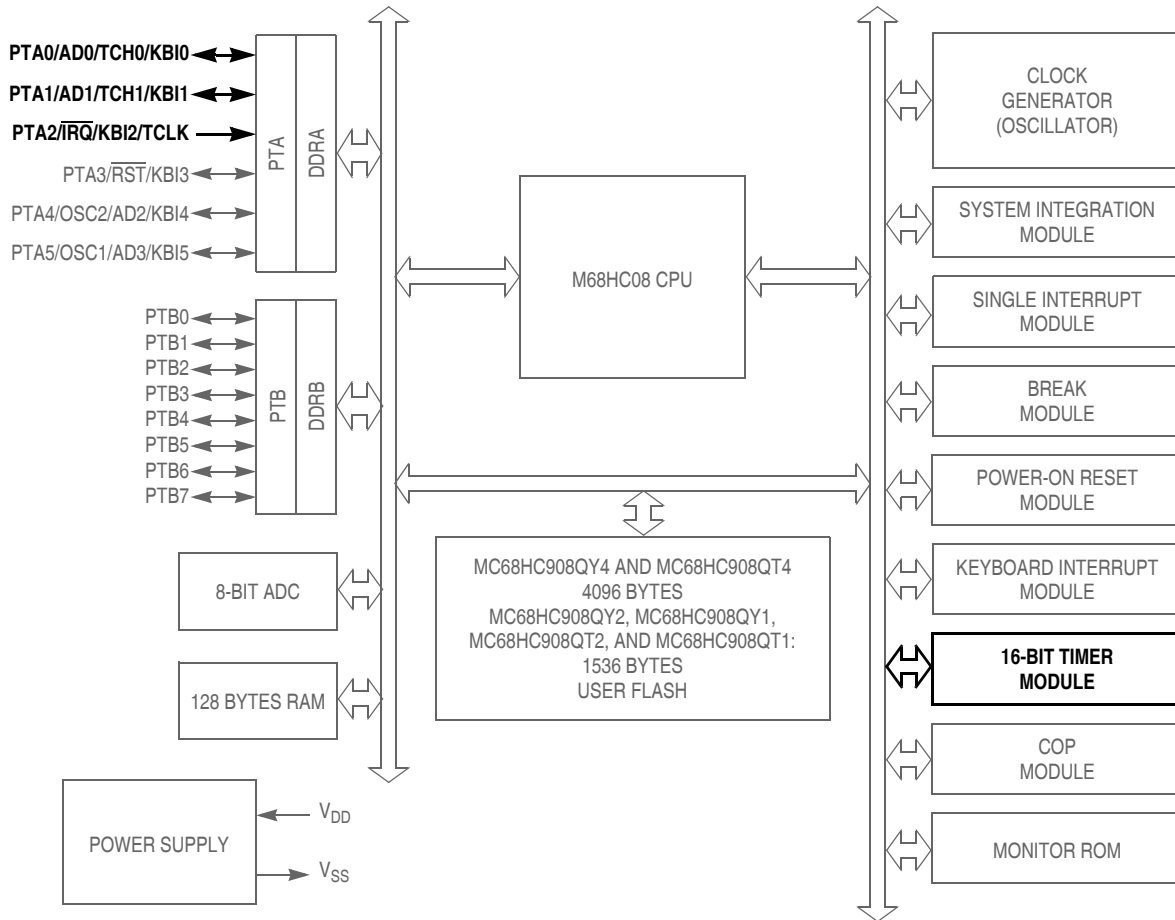 PTA0/AD0/TCH0/KBI0
PTA1/AD1/TCH1/KBI1
PTA2/IRQ/KBI2/TCLK
PTA3/RST/KBI3
PTA4/OSC2/AD2/KBI4
PTA5/OSC1/AD3/KBI5
PTA
DDRA
PTB0
PTB1
PTB2
PTB3
PTB4
PTB5
PTB6
PTB7
PTB
DDRB
8-BIT ADC
128 BYTES RAM
POWER SUPPLY
VDD
VSS
M68HC08 CPU
MC68HC908QY4 AND MC68HC908QT4
4096 BYTES
MC68HC908QY2, MC68HC908QY1,
MC68HC908QT2, AND MC68HC908QT1:
1536 BYTES
USER FLASH
CLOCK
GENERATOR
(OSCILLATOR)
SYSTEM INTEGRATION
MODULE
SINGLE INTERRUPT
MODULE
BREAK
MODULE
POWER-ON RESET
MODULE
KEYBOARD INTERRUPT
MODULE
16-BIT TIMER
MODULE
COP
MODULE
MONITOR ROM